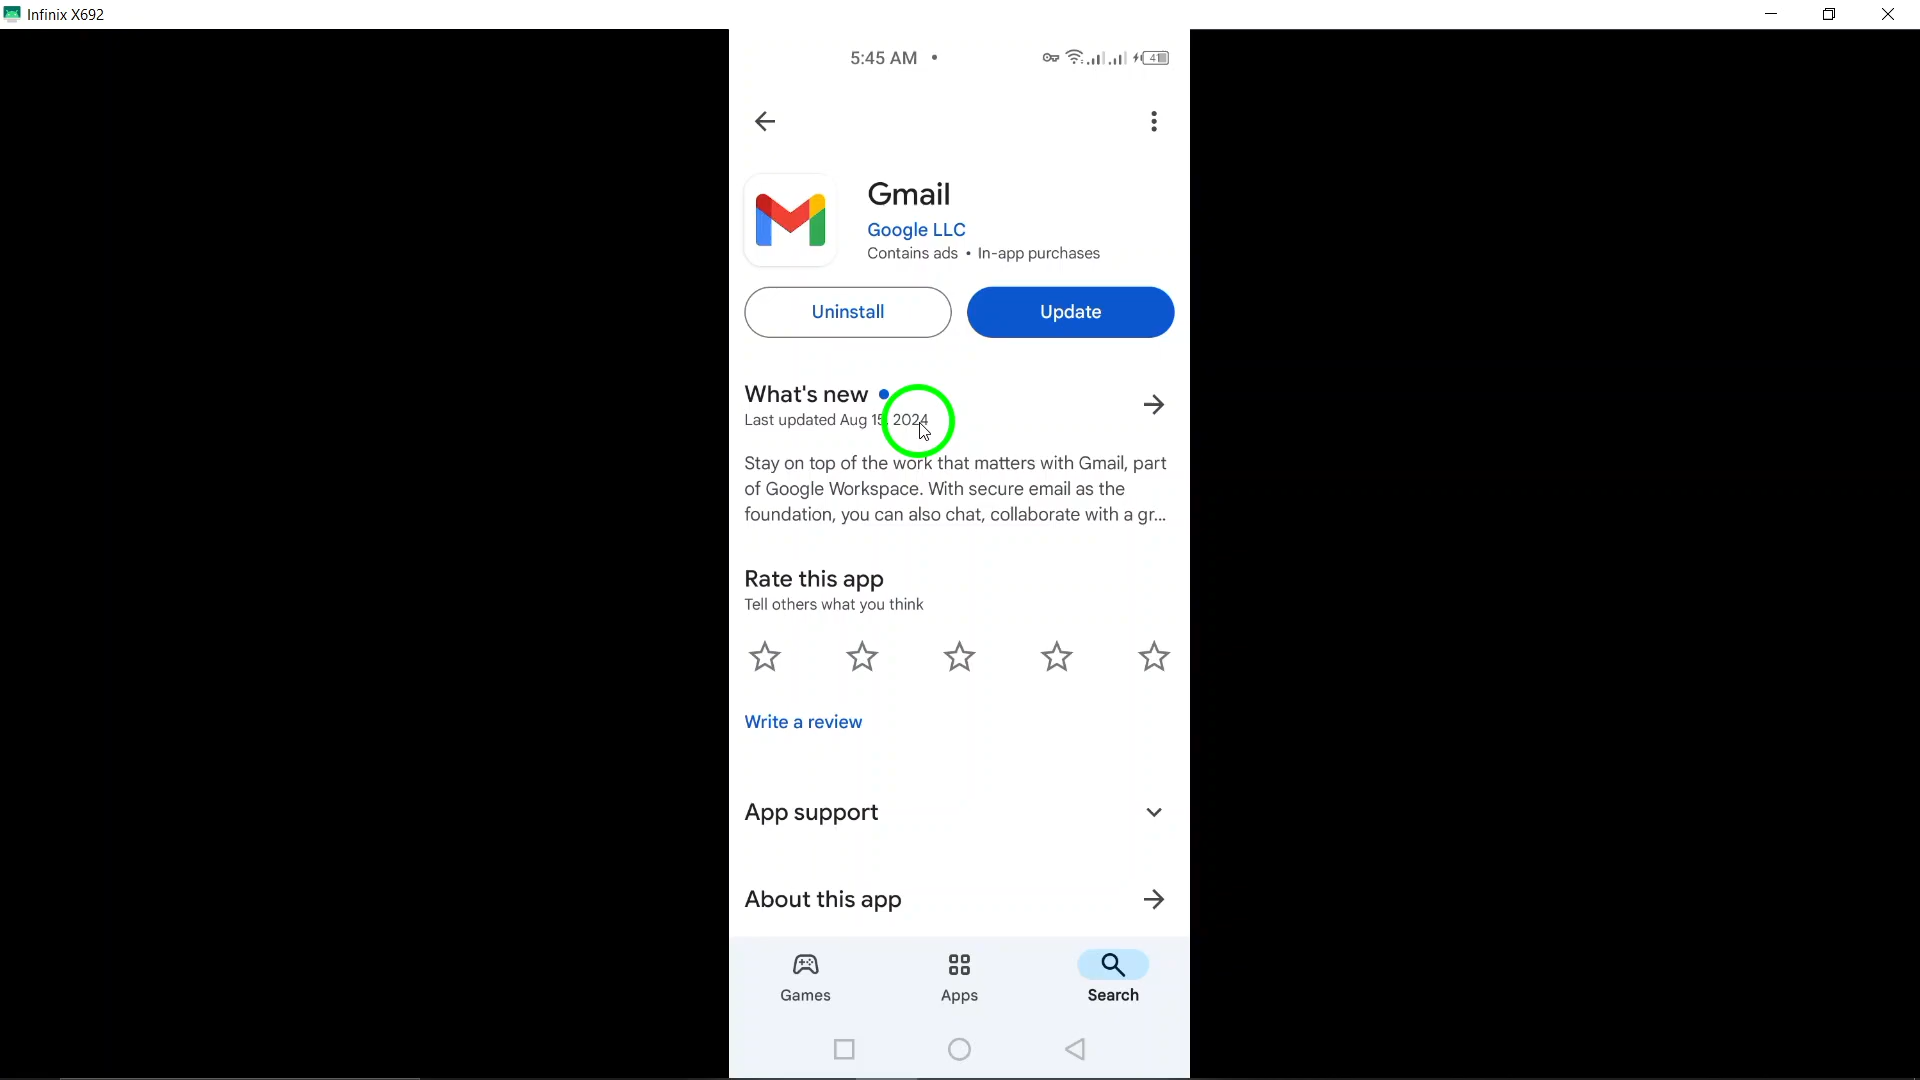 Infinix X692
5:45 AM •
41
Gmail
Google LLC
Contains ads • In-app purchases
Uninstall
Update
What's new
Last updated Aug 15, 2024
Stay on top of the work that matters with Gmail, part
of Google Workspace. With secure email as the
foundation, you can also chat, collaborate with a gr...
Rate this app
Tell others what you think
Write a review
App support
About this app
Games
Apps
Search